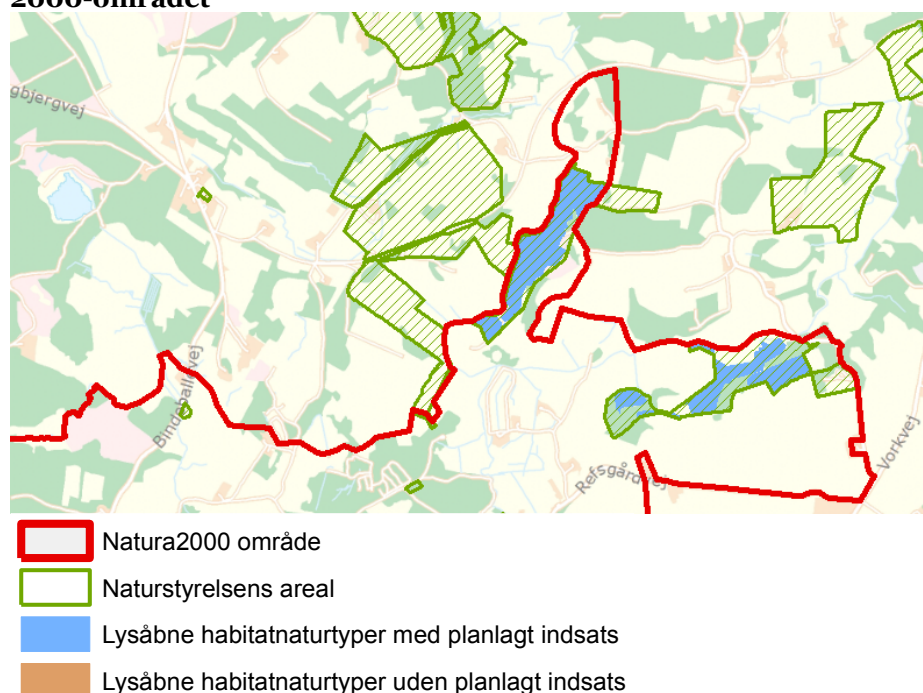 2000-området
gbjergvej
Bindeballevej
Refsgårdvej
Vorkvej
Natura2000 område
Naturstyrelsens areal
Lysåbne habitatnaturtyper med planlagt indsats
Lysåbne habitatnaturtyper uden planlagt indsats